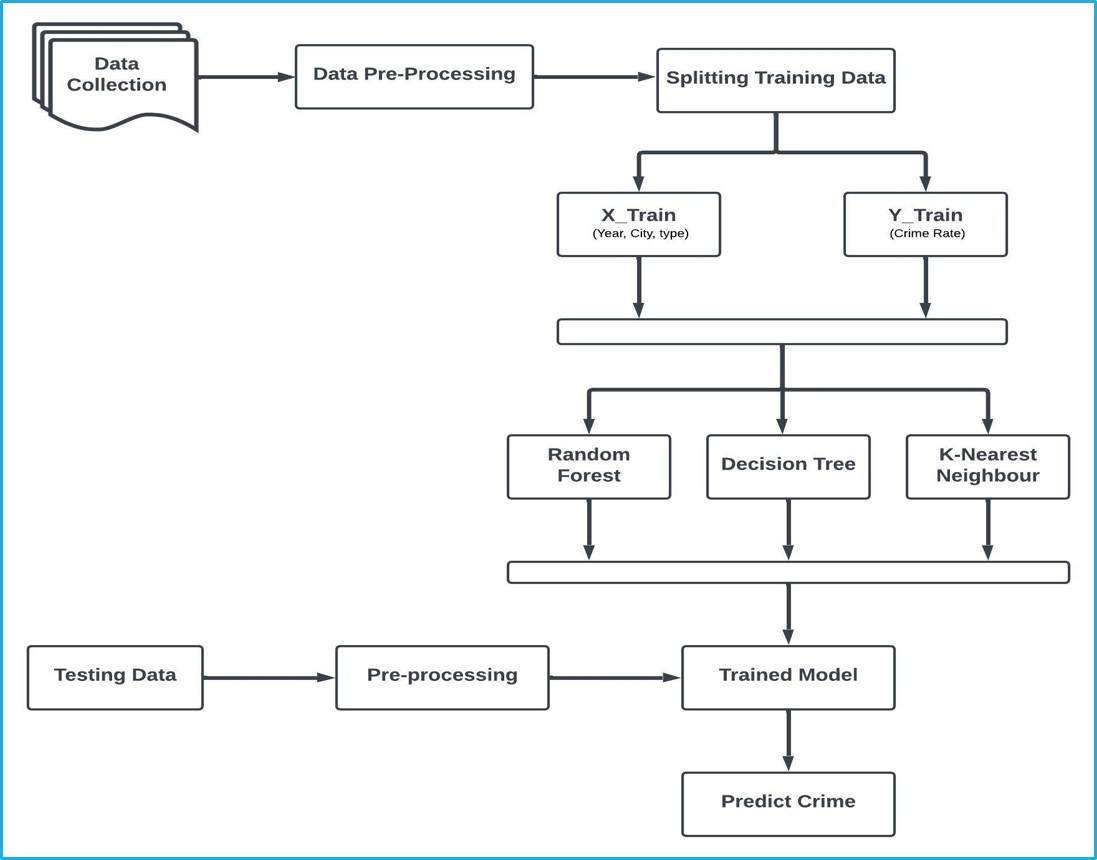 Data
Collection
Data Pre-Processing
Splitting Training Data
X_Train
(Year, City, type)
Y_Train
(Crime Rate)
Random
Forest
Decision Tree
K-Nearest
Neighbour
Testing Data
Pre-processing
Trained Model
Predict Crime